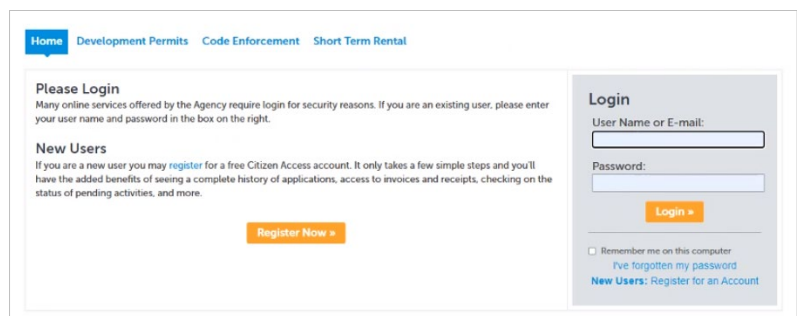 Home Development Permits Code Enforcement Short Term Rental
Please Login
Many online services offered by the Agency require login for security reasons. If you are an existing user, please enter
your user name and password in the box on the right.
New Users
If you are a new user you may register for a free Citizen Access account. It only takes a few simple steps and you'll
have the added benefits of seeing a complete history of applications, access to invoices and receipts, checking on the
status of pending activities, and more.
Register Now »
Login
User Name or E-mail:
Password:
Login »
Remember me on this computer
I've forgotten my password
New Users: Register for an Account